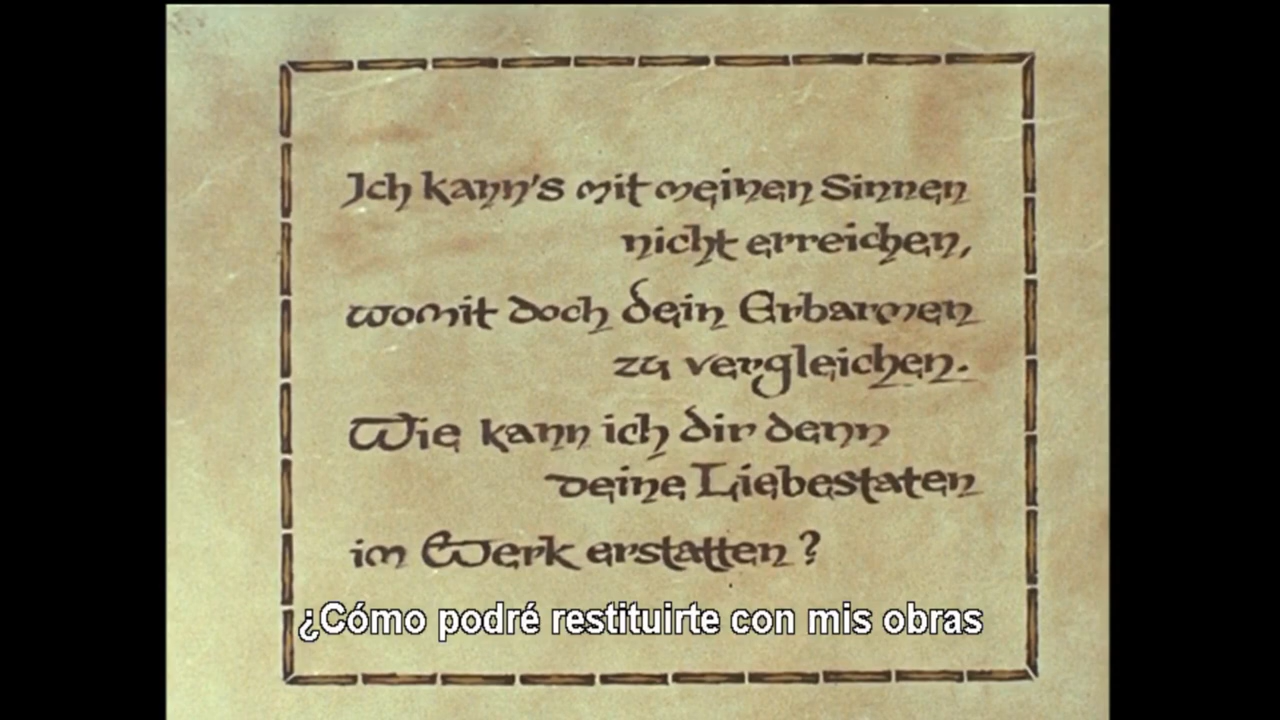 Ich kann's mit meinen Sinnen
nicht erreichen,
womit doch dein Erbarmen
zu vergleichen.
Wie kann ich dir denn
deine Liebestaten
im Werk erstatten?
¿Cómo podré restituirte con mis obras